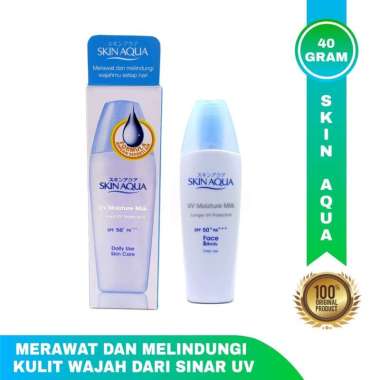 40
GRAM
SKIN AQUA
スキンアクア
SKIN AQUA
Merawat dan melindungi
wajahmu setiap hari
FORMULA
スキンアクア
SKIN AQUA
UV Moisture Milk
SPF 50+ PA+++
Daily Use
Skin Care
スキンアクア
SKIN AQUA
UV Moisture Milk
Longer UV Protection
SPF 50+ PA+++
Face
100%
ORIGINAL
PRODUCT
MERAWAT DAN MELINDUNGI
KULIT WAJAH DARI SINAR UV